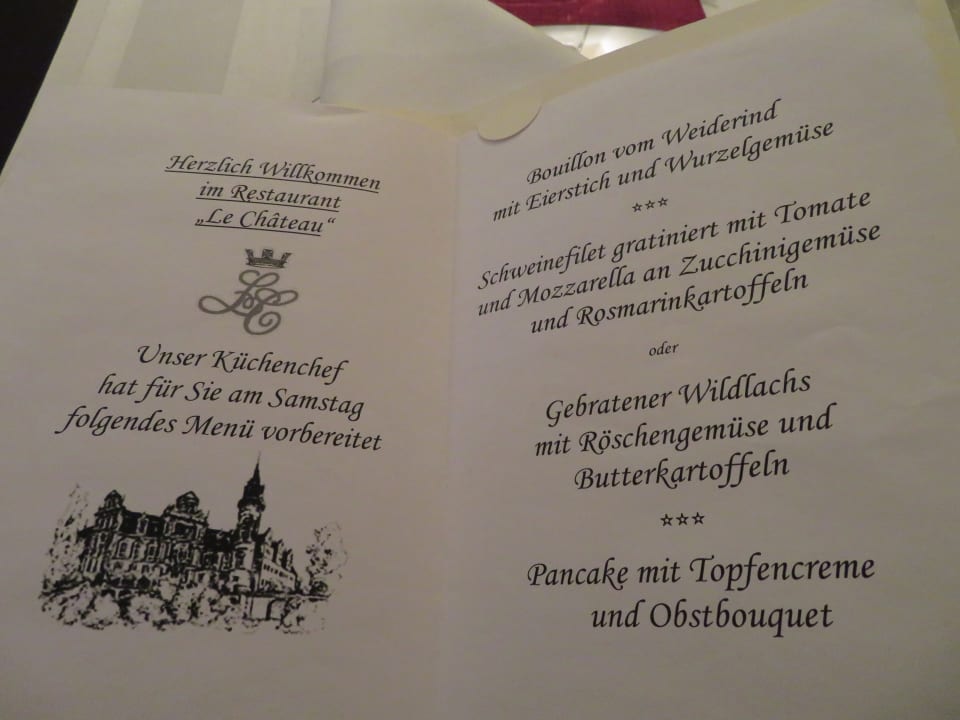 Herzlich Willkommen
im Restaurant
„Le Château“
LC
Unser Küchenchef
hat für Sie am Samstag
folgendes Menü vorbereitet
Bouillon vom Weiderind
mit Eierstich und Wurzelgemüse
☆☆☆
Schweinefilet gratiniert mit Tomate
und Mozzarella an Zucchinigemüse
und Rosmarinkartoffeln
oder
Gebratener Wildlachs
mit Röschengemüse und
Butterkartoffeln
☆☆☆
Pancake mit Topfencreme
und Obstbouquet